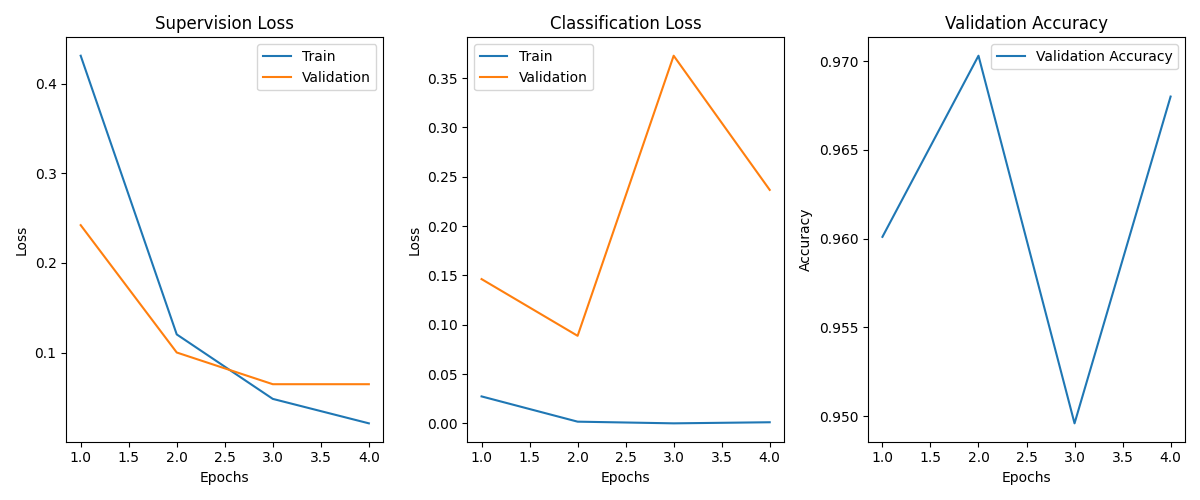 Supervision Loss
Loss
0.4
0.3
0.2
0.1
Train
Validation
1.0 1.5 2.0 2.5 3.0 3.5 4.0
Epochs
Classification Loss
Loss
0.35
0.30
0.25
0.20
0.15
0.10
0.05
0.00
Train
Validation
1.0 1.5 2.0 2.5 3.0 3.5 4.0
Epochs
Validation Accuracy
Accuracy
0.970
0.965
0.960
0.955
0.950
Validation Accuracy
1.0 1.5 2.0 2.5 3.0 3.5 4.0
Epochs